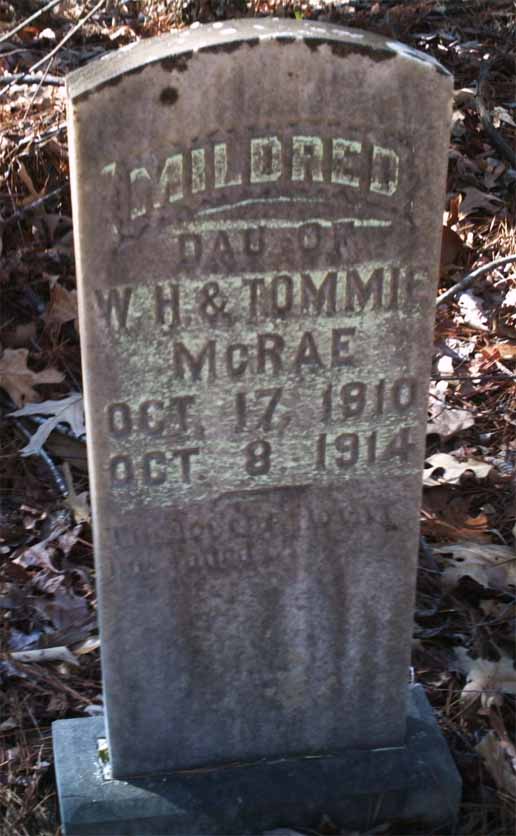 MILDRED
DAU OF
W. H. & TOMMIE
McRAE
OCT. 17, 1910
OCT. 8. 1914